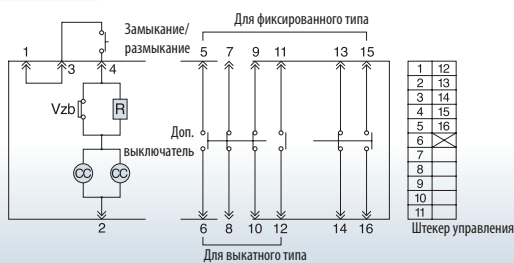 Замыкание/
размыкание
Для фиксированного типа
1 3 4 5 7 9 11 13 15
Vzb R
Доп.
выключатель
CC CC
2 6 8 10 12 14 16
Для выкатного типа
1 12
2 13
3 14
4 15
5 16
6
7
8
9
10
11
Штекер управления